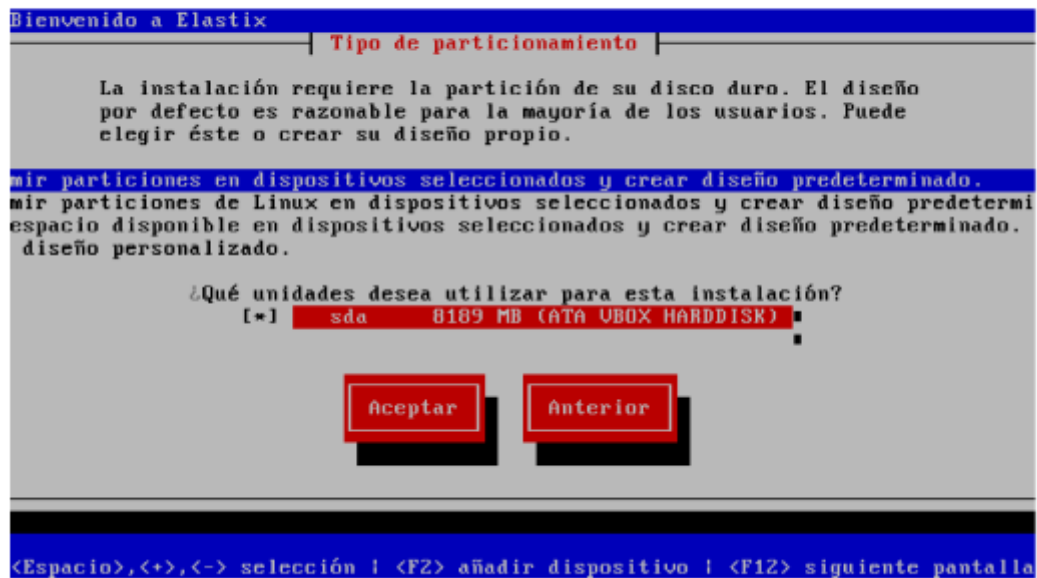 Bienvenido a Elastix
Tipo de particionamiento
La instalación requiere la partición de su disco duro. El diseño
por defecto es razonable para la mayoría de los usuarios. Puede
elegir éste o crear su diseño propio.
mir particiones en dispositivos seleccionados y crear diseño predeterminado.
mir particiones de Linux en dispositivos seleccionados y crear diseño predetermi
espacio disponible en dispositivos seleccionados y crear diseño predeterminado.
diseño personalizado.
¿Qué unidades desea utilizar para esta instalación?
[*] sda 8189 MB (ATA VBOX HARDDISK)
Aceptar Anterior
<Espacio>,<+>,<-> selección | <F2> añadir dispositivo | <F12> siguiente pantalla